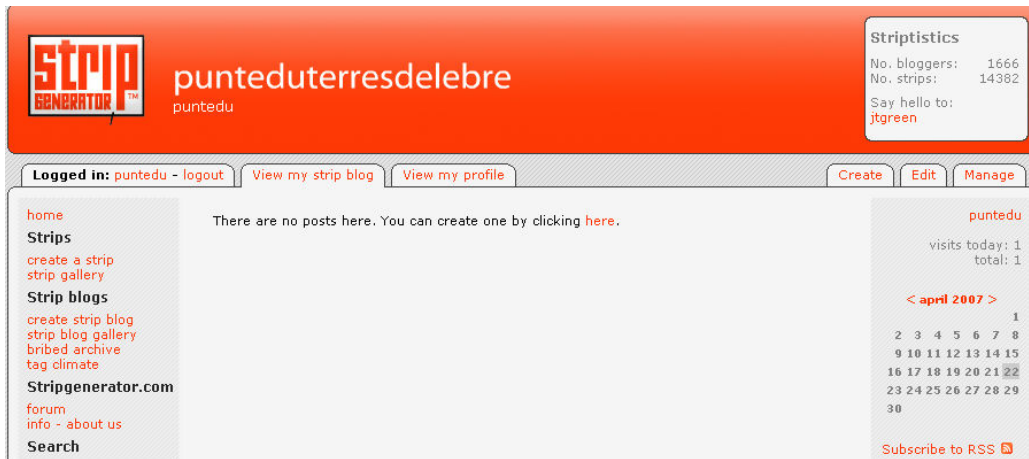 STRIP
GENERATOR™
punteduterresdelebre
puntedu
Striptistics
No. bloggers: 1666
No. strips: 14382
Say hello to:
jtgreen
Logged in: puntedu - logout
View my strip blog
View my profile
Create
Edit
Manage
home
Strips
create a strip
strip gallery
Strip blogs
create strip blog
strip blog gallery
bribed archive
tag climate
Stripgenerator.com
forum
info - about us
Search
There are no posts here. You can create one by clicking here.
puntedu
visits today: 1
total: 1
< april 2007 >
1
2 3 4 5 6 7 8
9 10 11 12 13 14 15
16 17 18 19 20 21 22
23 24 25 26 27 28 29
30
Subscribe to RSS